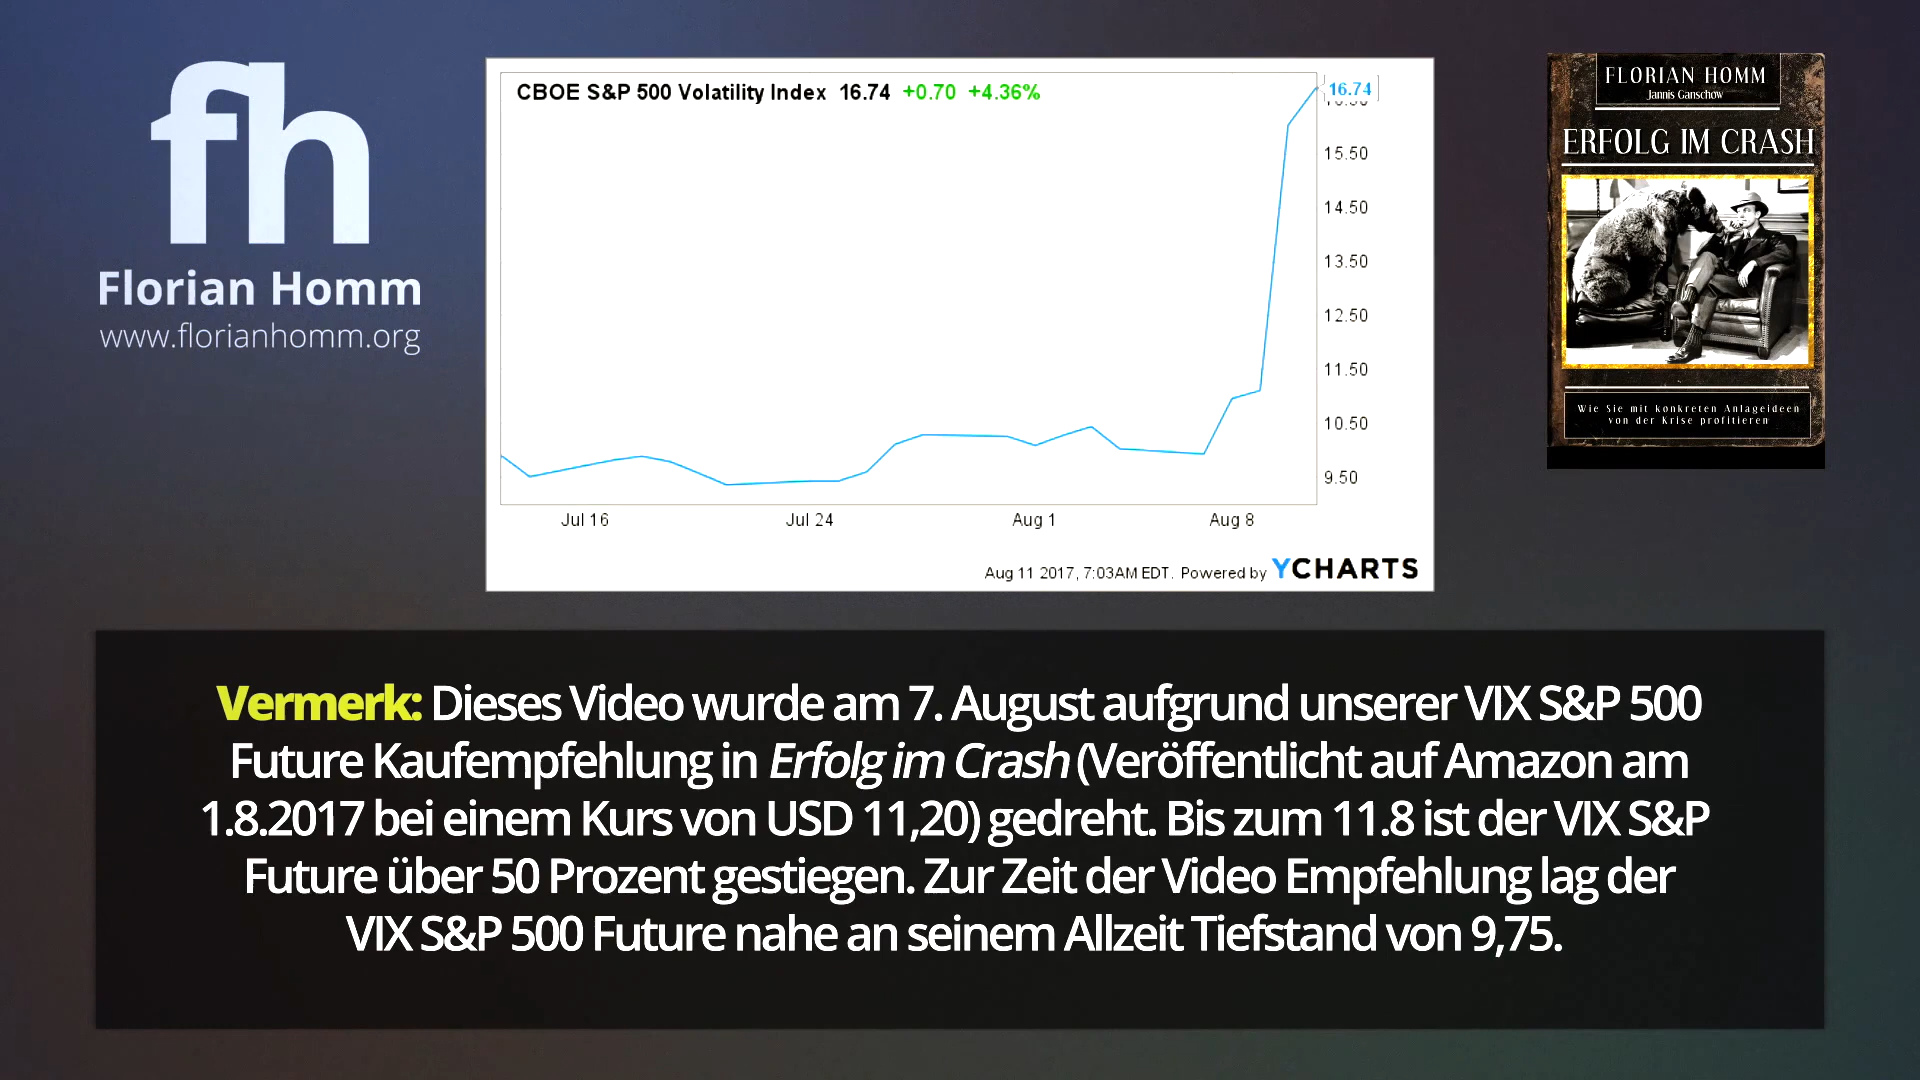 fh
Florian Homm
www.florianhomm.org
CBOE S&P 500 Volatility Index 16.74 +0.70 +4.36%
16.74
15.50
14.50
13.50
12.50
11.50
10.50
9.50
Jul 16 Jul 24 Aug 1 Aug 8
Aug 11 2017, 7:03AM EDT. Powered by YCHARTS
FLORIAN HOMM
Jannis Ganschow
ERFOLG IM CRASH
Wie Sie mit konkreten Anlageideen
von der Krise profitieren
Vermerk: Dieses Video wurde am 7. August aufgrund unserer VIX S&P 500
Future Kaufempfehlung in Erfolg im Crash (Veröffentlicht auf Amazon am
1.8.2017 bei einem Kurs von USD 11,20) gedreht. Bis zum 11.8 ist der VIX S&P
Future über 50 Prozent gestiegen. Zur Zeit der Video Empfehlung lag der
VIX S&P 500 Future nahe an seinem Allzeit Tiefstand von 9,75.